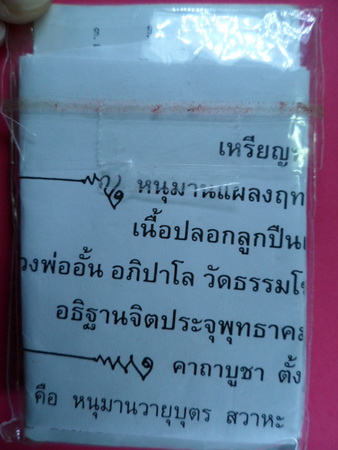 เหรียญ
หนุมานแผลงฤท
เนื้อปลอกลูกปืน
วงพ่ออั้น อภิปาโล วัดธรรมโ
อธิฐานจิตประจุพุทธาคม
คาถาบูชา ตั้ง
คือ หนุมานวายุบุตร สวาหะ